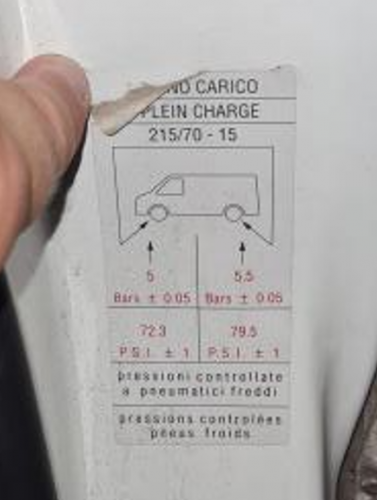 NO CARICO
PLEIN CHARGE
215/70 - 15
5 5.5
Bars ± 0.05 Bars ± 0.05
72.3 79.5
P.S.I. ± 1 P.S.I. ± 1
pressioni controllate
a pneumatici freddi
pressions controlées
pneus froids